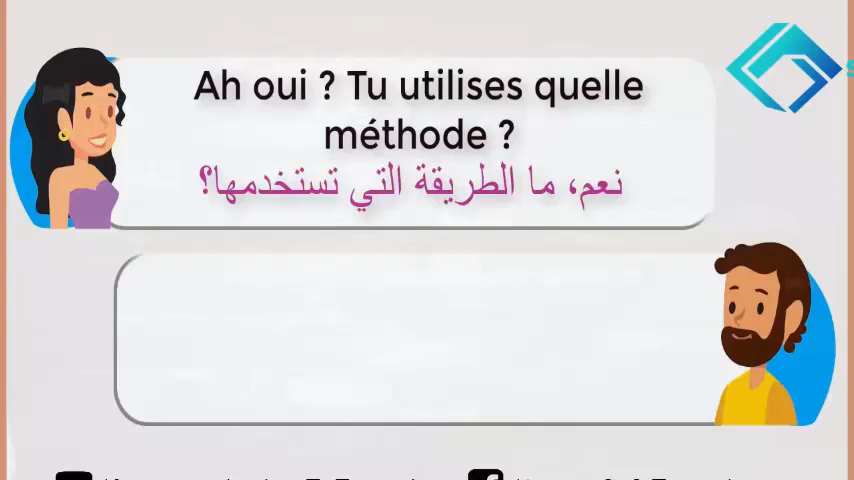 Ah oui ? Tu utilises quelle
méthode ?
نعم، ما الطريقة التي تستخدمها؟